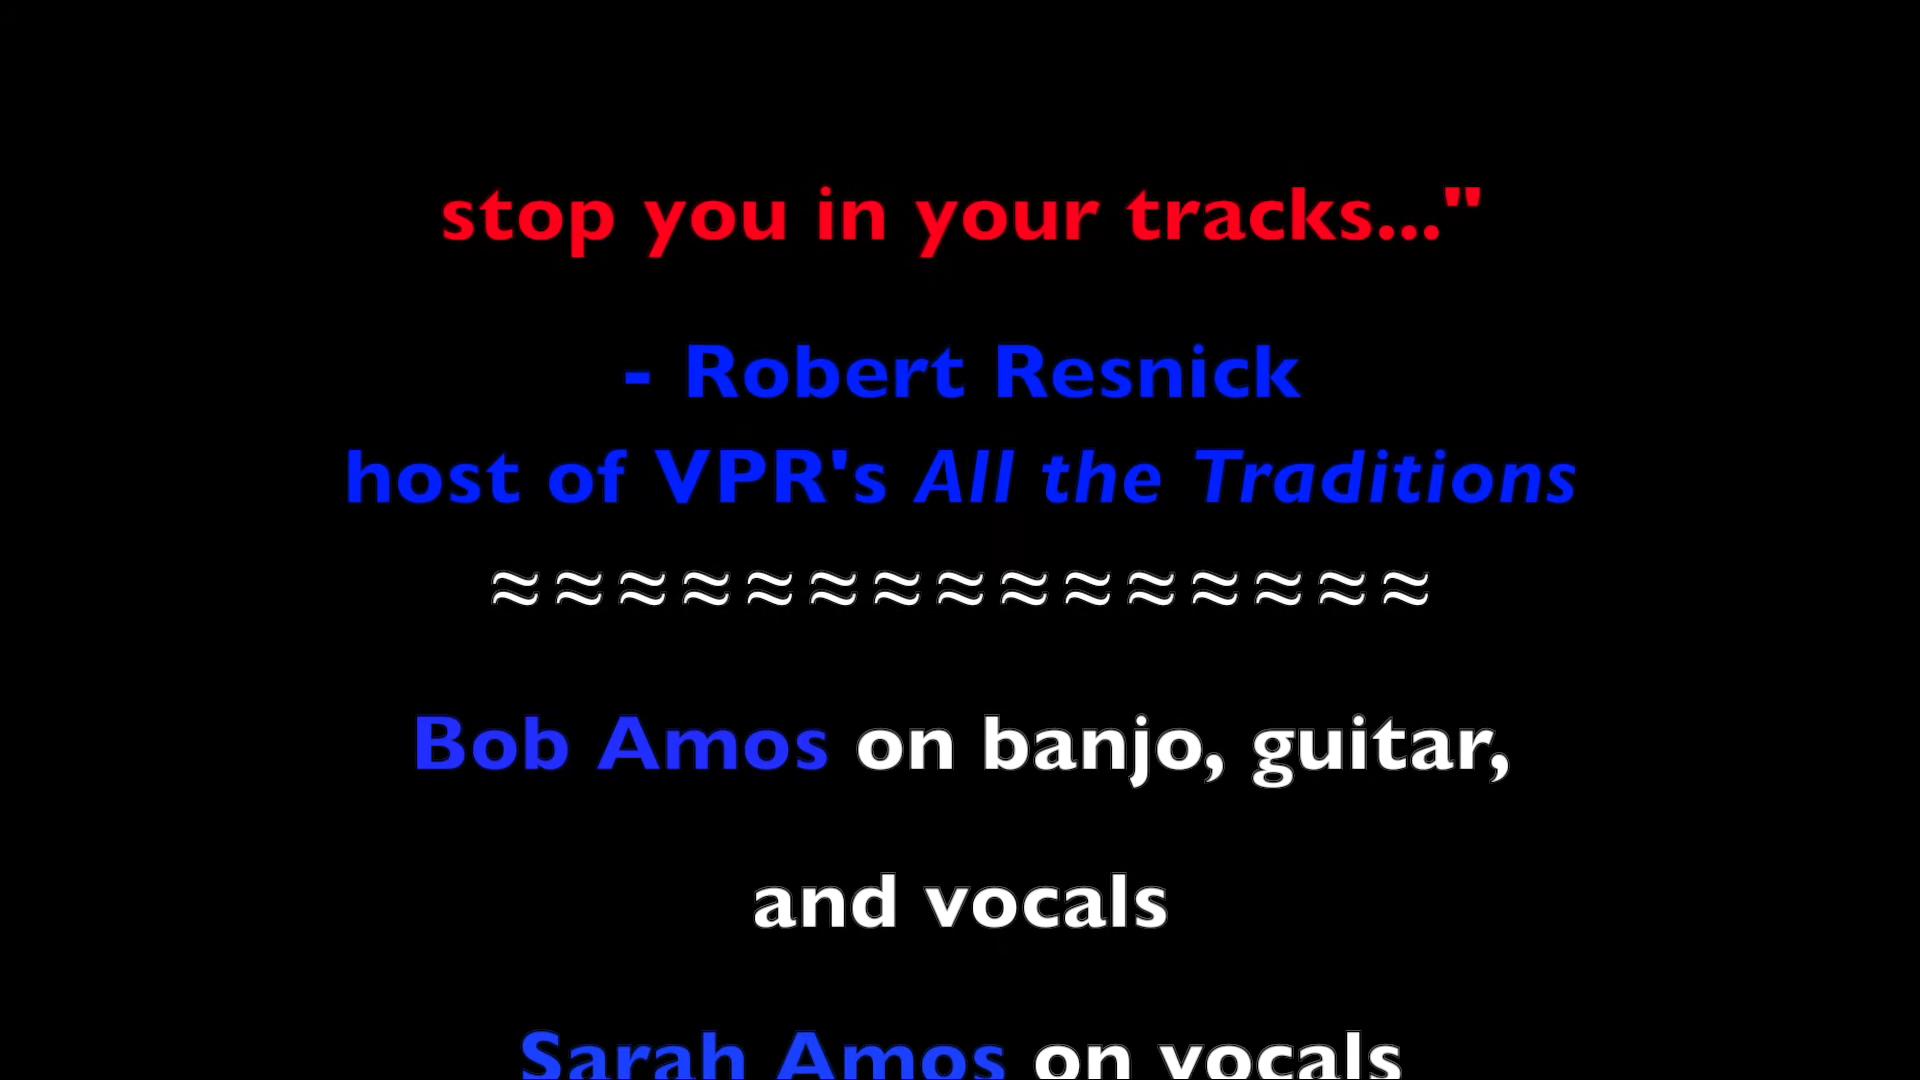 stop you in your tracks..."
- Robert Resnick
host of VPR's All the Traditions
≈≈≈≈≈≈≈≈≈≈≈≈≈≈≈
Bob Amos on banjo, guitar,
and vocals
Sarah Amos on vocals